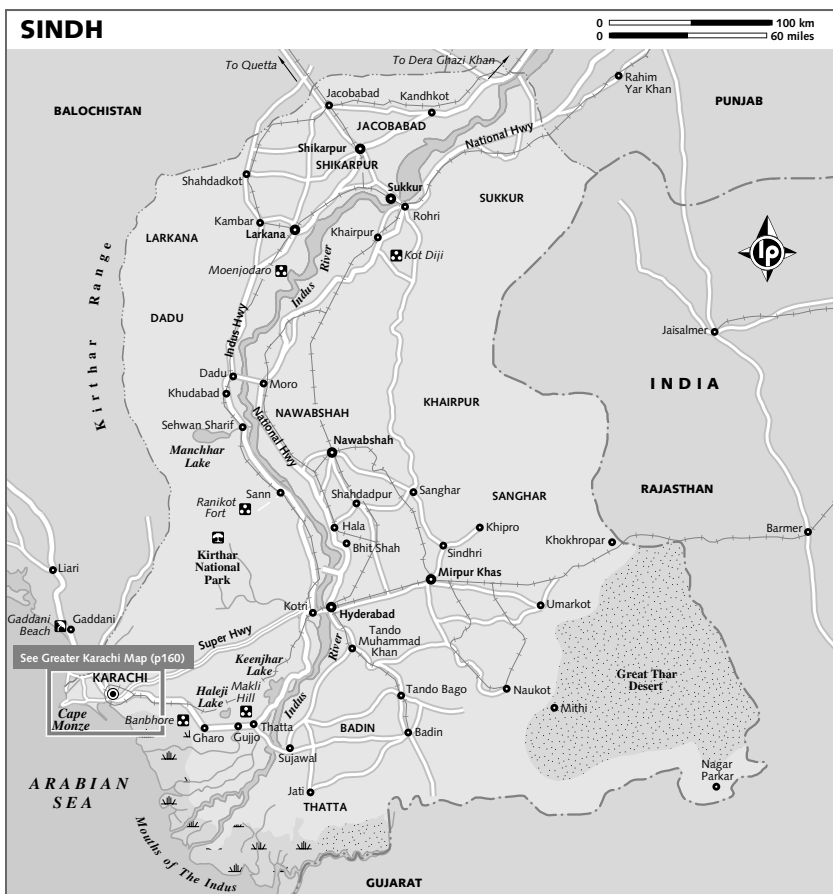 SINDH
0 100 km
0 60 miles
To Quetta
To Dera Ghazi Khan
Rahim
Yar Khan
PUNJAB
BALOCHISTAN
Jacobabad
Kandhkot
JACOBABAD
National Hwy
Shikarpur
SHIKARPUR
Shahdadkot
Sukkur
SUKKUR
Rohri
Kambar
Larkana
LARKANA
Khairpur
Kot Diji
Moenjodaro
Indus
River
lp
Kirthar Range
DADU
Indus Hwy
Jaisalmer
INDIA
Dadu
Moro
Khudabad
KHAIRPUR
NAWABSHAH
National Hwy
Sehwan Sharif
Manchhar
Lake
Nawabshah
Sann
Shahdadpur
Sanghar
SANGHAR
RAJASTHAN
Ranikot
Fort
Hala
Khipro
Barmer
Bhit Shah
Sindhri
Khokhropar
Kirthar
National
Park
Liari
Mirpur Khas
Kotri
Hyderabad
Umarkot
Gaddani
Beach
Gaddani
Super Hwy
River
Tando
Muhammad
Khan
See Greater Karachi Map (p160)
Keenjhar
Lake
KARACHI
Haleji
Lake
Makli
Hill
Indus
Tando Bago
Naukot
Great Thar
Desert
Mithi
Cape
Monze
Banbhore
Gharo
Gujjo
Thatta
BADIN
Badin
Sujawal
Nagar
Parkar
ARABIAN
SEA
Jati
THATTA
Mouths of The Indus
GUJARAT